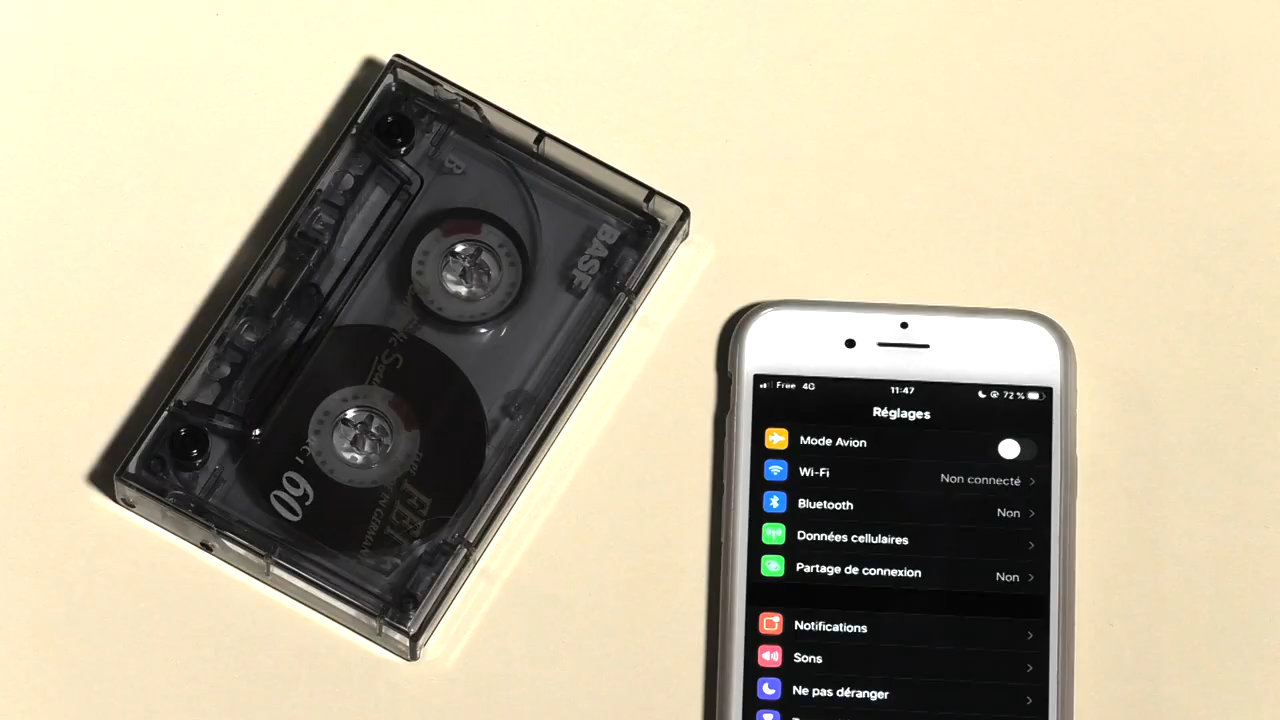 B
BASF
60
Free 4G 11:47 72 %
Réglages
Mode Avion
Wi-Fi Non connecté
Bluetooth Non
Données cellulaires
Partage de connexion Non
Notifications
Sons
Ne pas déranger